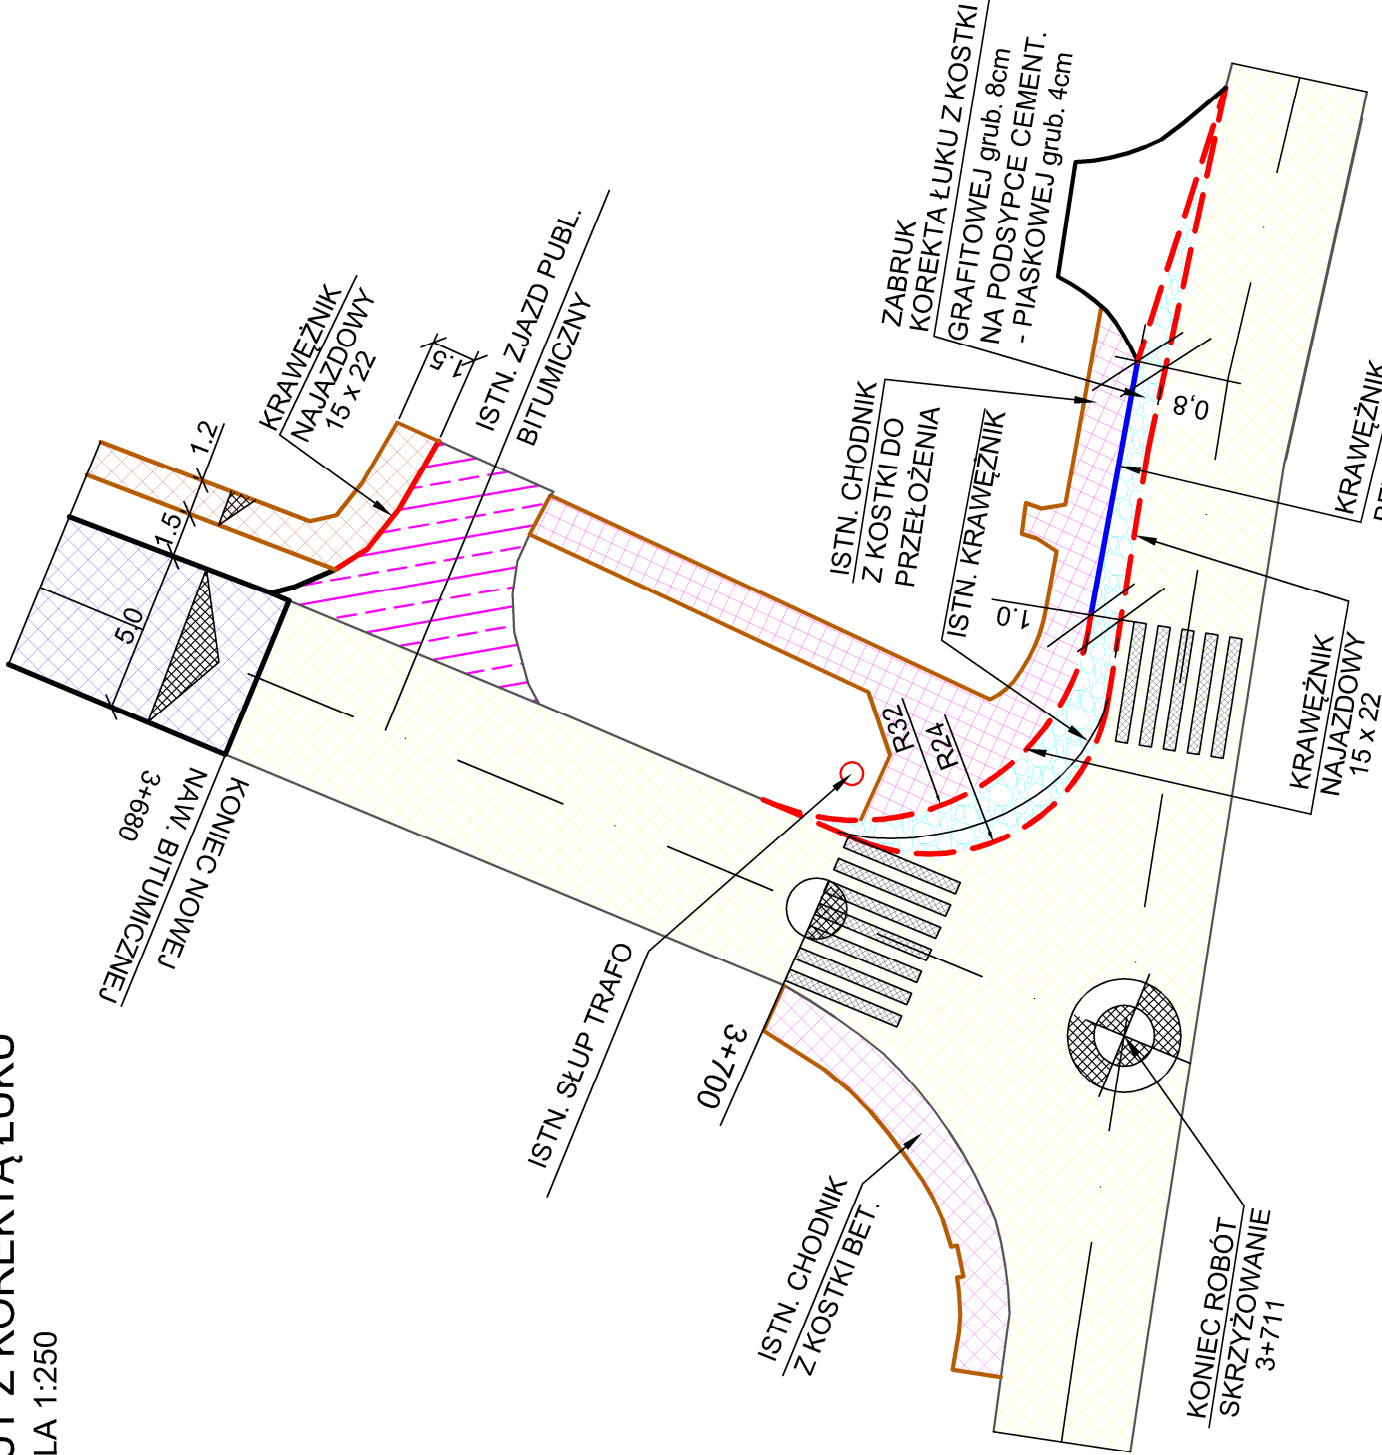 Z KOREKTĄ ŁUKU
1:250
KONIEC NOWEJ
NAW. BITUMICZNEJ
3+680
5.0
1.5
1.2
KRAWĘŻNIK
NAJAZDOWY
15 x 22
1.5
ISTN. ZJAZD PUBL.
BITUMICZNY
ISTN. SŁUP TRAFO
3+700
ISTN. CHODNIK
Z KOSTKI BET.
R32
R24
ISTN. CHODNIK
Z KOSTKI DO
PRZEŁOŻENIA
ISTN. KRAWĘŻNIK
ZABRUK
KOREKTA ŁUKU Z KOSTKI
GRAFITOWEJ grub. 8cm
NA PODSYPCE CEMENT.
- PIASKOWEJ grub. 4cm
1.0
0,8
KRAWĘŻNIK
KRAWĘŻNIK
NAJAZDOWY
15 x 22
KONIEC ROBÓT
SKRZYŻOWANIE
3+711